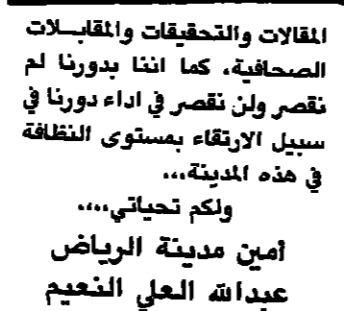 المقالات والتحقيقات والمقابـلات
الصحافية، كما اننا بدورنا لم
نقصر ولن نقصر في اداء دورنا في
سبيل الارتقاء بمستوى النظافة
في هذه المدينة...
ولكم تحياتي....
أمين مدينة الرياض
عبدالله العلي النعيم